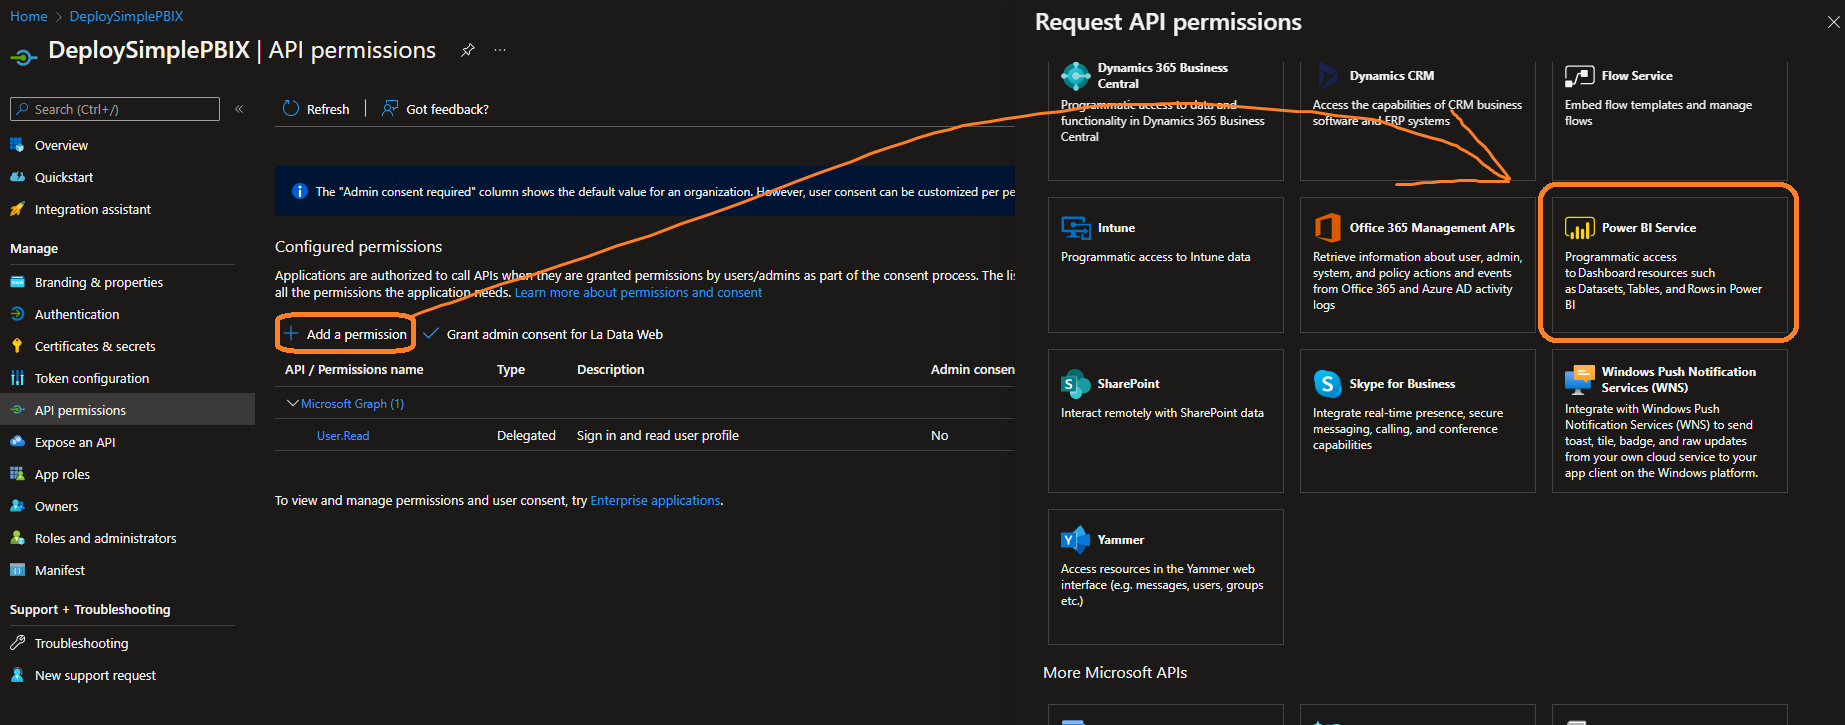 Home > DeploySimplePBIX
DeploySimplePBIX | API permissions
Search (Ctrl+/)
Overview
Quickstart
Integration assistant
Manage
Branding & properties
Authentication
Certificates & secrets
Token configuration
API permissions
Expose an API
App roles
Owners
Roles and administrators
Manifest
Support + Troubleshooting
Troubleshooting
New support request
Refresh
Got feedback?
The "Admin consent required" column shows the default value for an organization. However, user consent can be customized per pe
Configured permissions
Applications are authorized to call APIs when they are granted permissions by users/admins as part of the consent process. The lis
all the permissions the application needs. Learn more about permissions and consent
Add a permission
Grant admin consent for La Data Web
API / Permissions name Type Description Admin consen
Microsoft Graph (1)
User.Read Delegated Sign in and read user profile No
To view and manage permissions and user consent, try Enterprise applications.
Request API permissions
Dynamics 365 Business
Central
Programmatic access to data and
functionality in Dynamics 365 Business
Central
Dynamics CRM
Access the capabilities of CRM business
software and ERP systems
Flow Service
Embed flow templates and manage
flows
Intune
Programmatic access to Intune data
Office 365 Management APIs
Retrieve information about user, admin,
system, and policy actions and events
from Office 365 and Azure AD activity
logs
Power BI Service
Programmatic access
to Dashboard resources such
as Datasets, Tables, and Rows in Power
BI
SharePoint
Interact remotely with SharePoint data
Skype for Business
Integrate real-time presence, secure
messaging, calling, and conference
capabilities
Windows Push Notification
Services (WNS)
Integrate with Windows Push
Notification Services (WNS) to send
toast, tile, badge, and raw updates
from your own cloud service to your
app client on the Windows platform.
Yammer
Access resources in the Yammer web
interface (e.g. messages, users, groups
etc.)
More Microsoft APIs